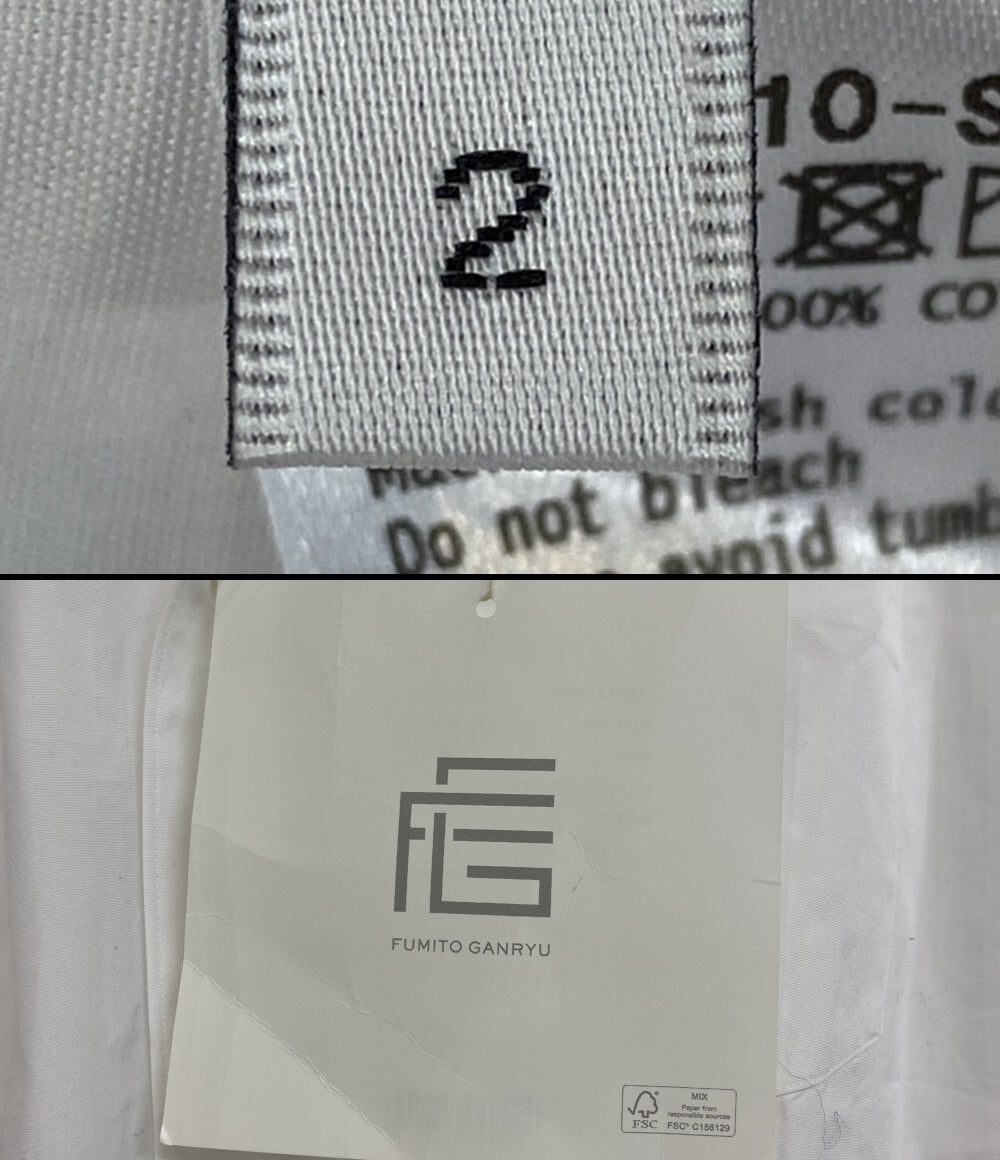 2
10-S
00% CO
sh cold
Do not bleach
avoid tumb
FG
FUMITO GANRYU
MIX
Paper from
responsible sources
FSC
FSC® C156129